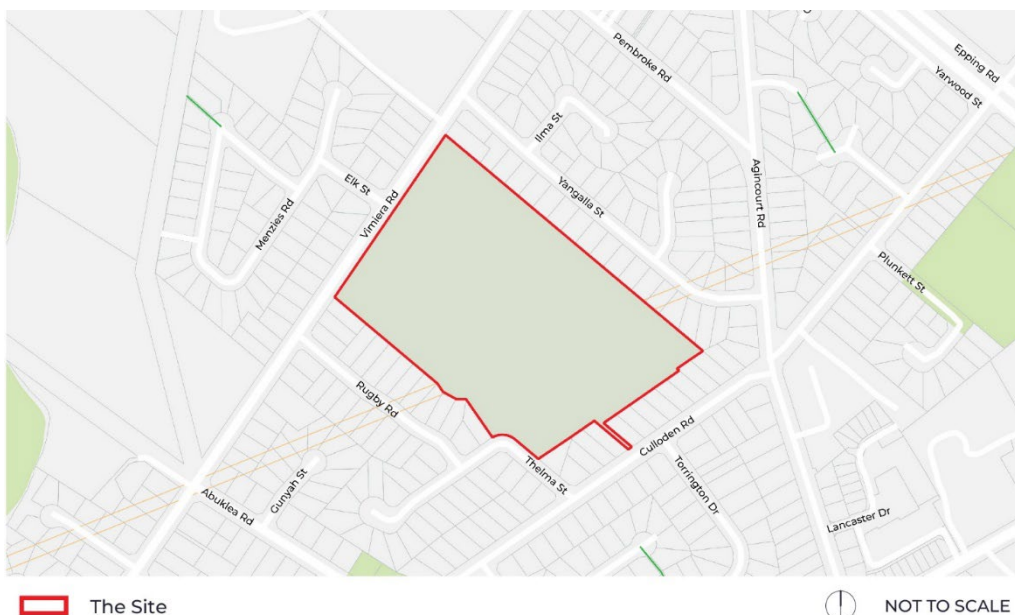 Pembroke Rd
Epping Rd
Yarwood St
Ilma St
Yangalla St
Agincourt Rd
Elk St
Vimiera Rd
Menzies Rd
Plunkett St
Rugby Rd
Culloden Rd
Thelma St
Torrington Dr
Gunyah St
Abuklea Rd
Lancaster Dr
The Site
NOT TO SCALE